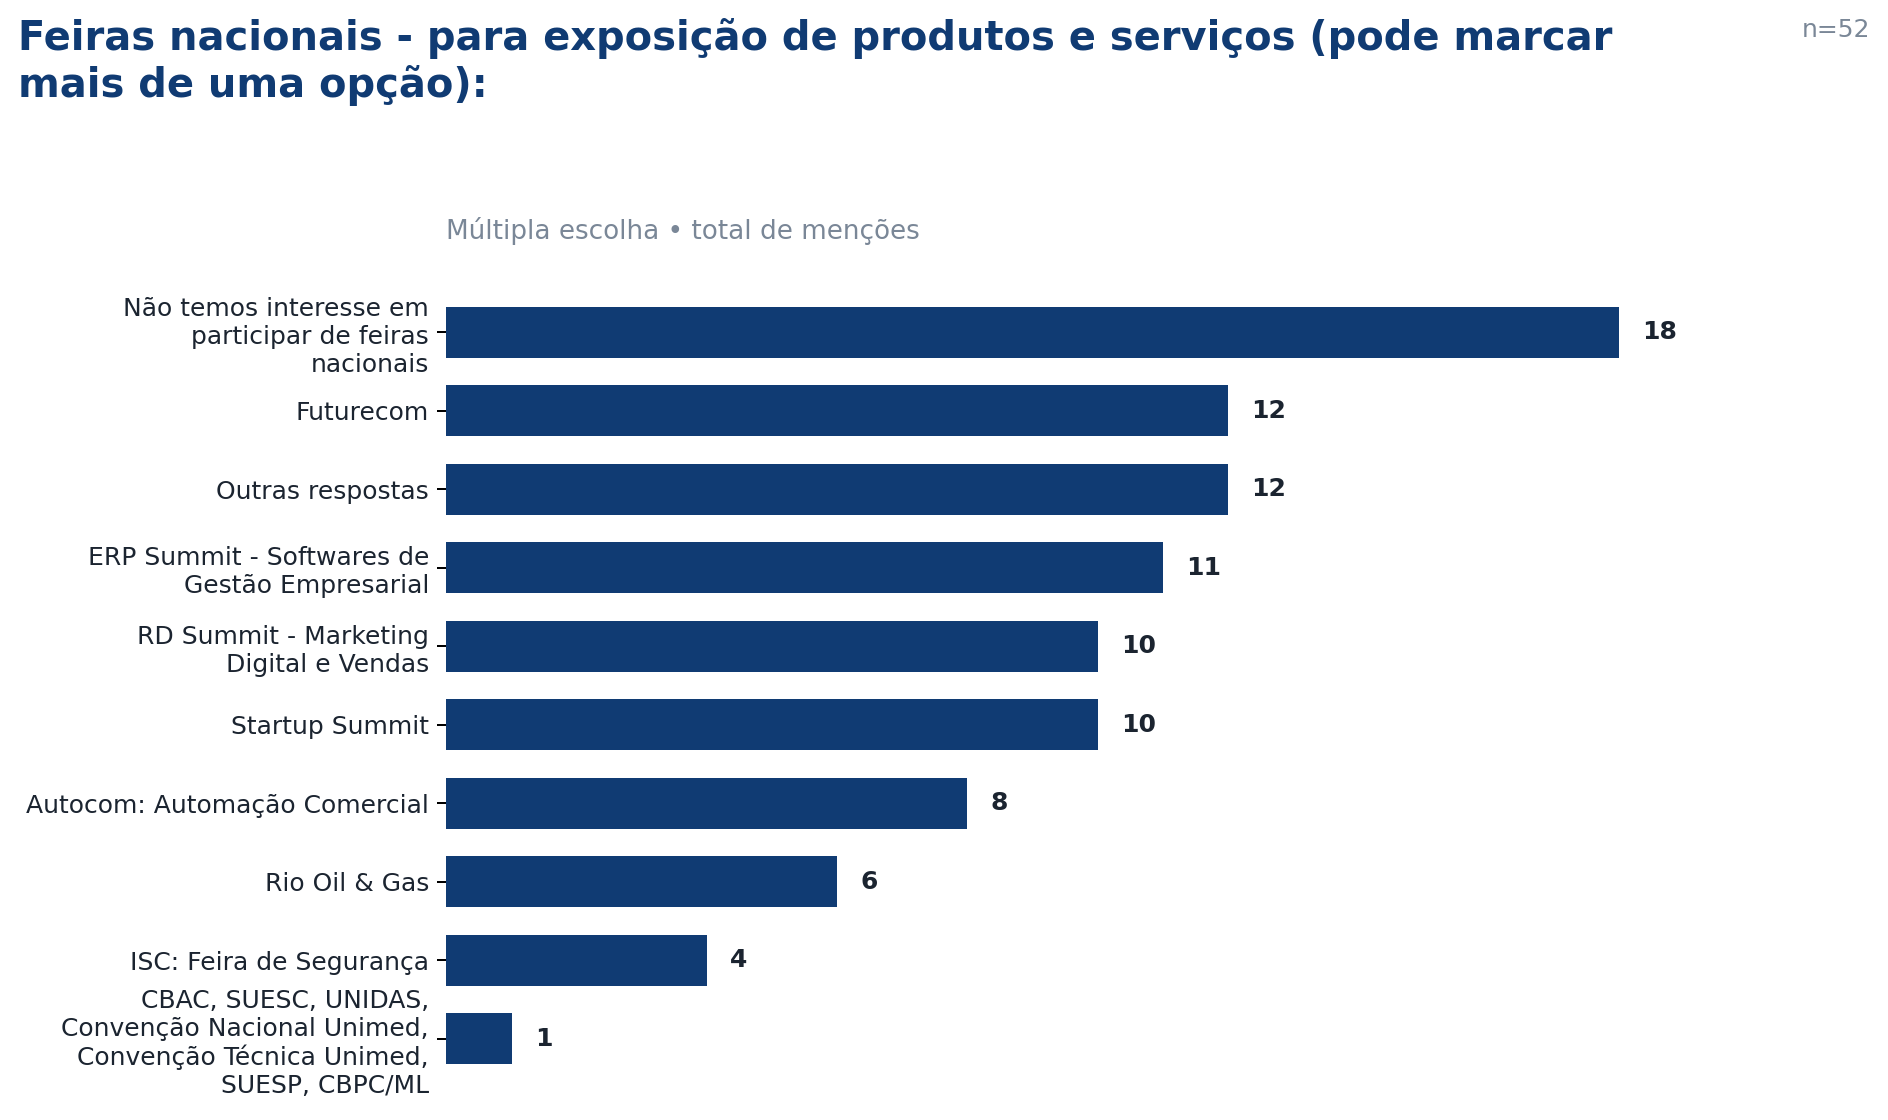 Feiras nacionais - para exposição de produtos e serviços (pode marcar
mais de uma opção):
n=52
Múltipla escolha • total de menções
Não temos interesse em
participar de feiras
nacionais
18
Futurecom
12
Outras respostas
12
ERP Summit - Softwares de
Gestão Empresarial
11
RD Summit - Marketing
Digital e Vendas
10
Startup Summit
10
Autocom: Automação Comercial
8
Rio Oil & Gas
6
ISC: Feira de Segurança
4
CBAC, SUESC, UNIDAS,
Convenção Nacional Unimed,
Convenção Técnica Unimed,
SUESP, CBPC/ML
1